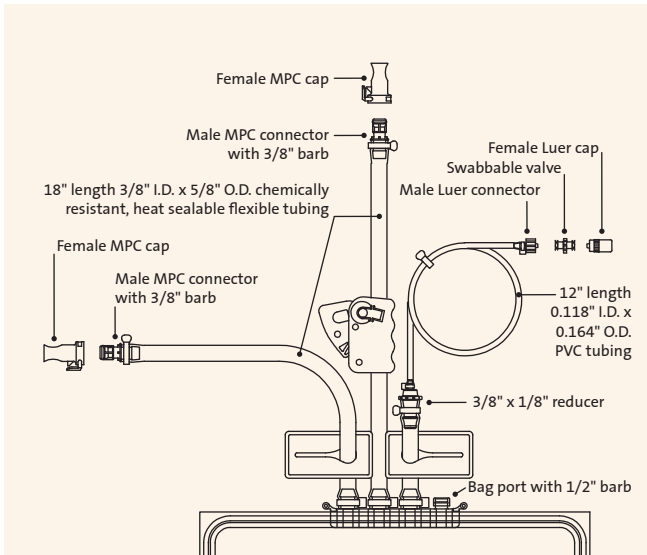 Female MPC cap
Male MPC connector
with 3/8" barb
Female Luer cap
Swabbable valve
Male Luer connector
18" length 3/8" I.D. x 5/8" O.D. chemically
resistant, heat sealable flexible tubing
Female MPC cap
Male MPC connector
with 3/8" barb
12" length
0.118" I.D. x
0.164" O.D.
PVC tubing
3/8" x 1/8" reducer
Bag port with 1/2" barb